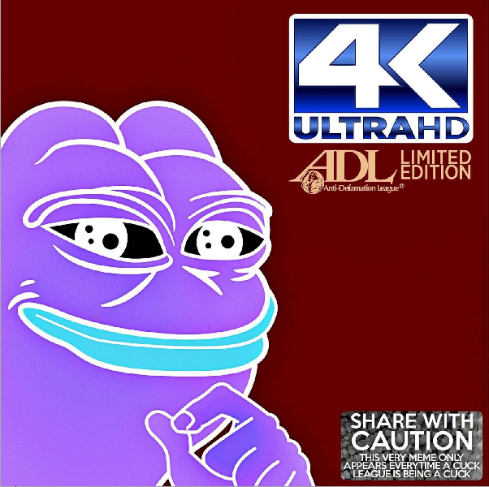 4K
ULTRAHD
ADL LIMITED
EDITION
Anti-Defamation League®
SHARE WITH
CAUTION
THIS VERY MEME ONLY
APPEARS EVERYTIME A CUCK
LEAGUE IS BEING A CUCK